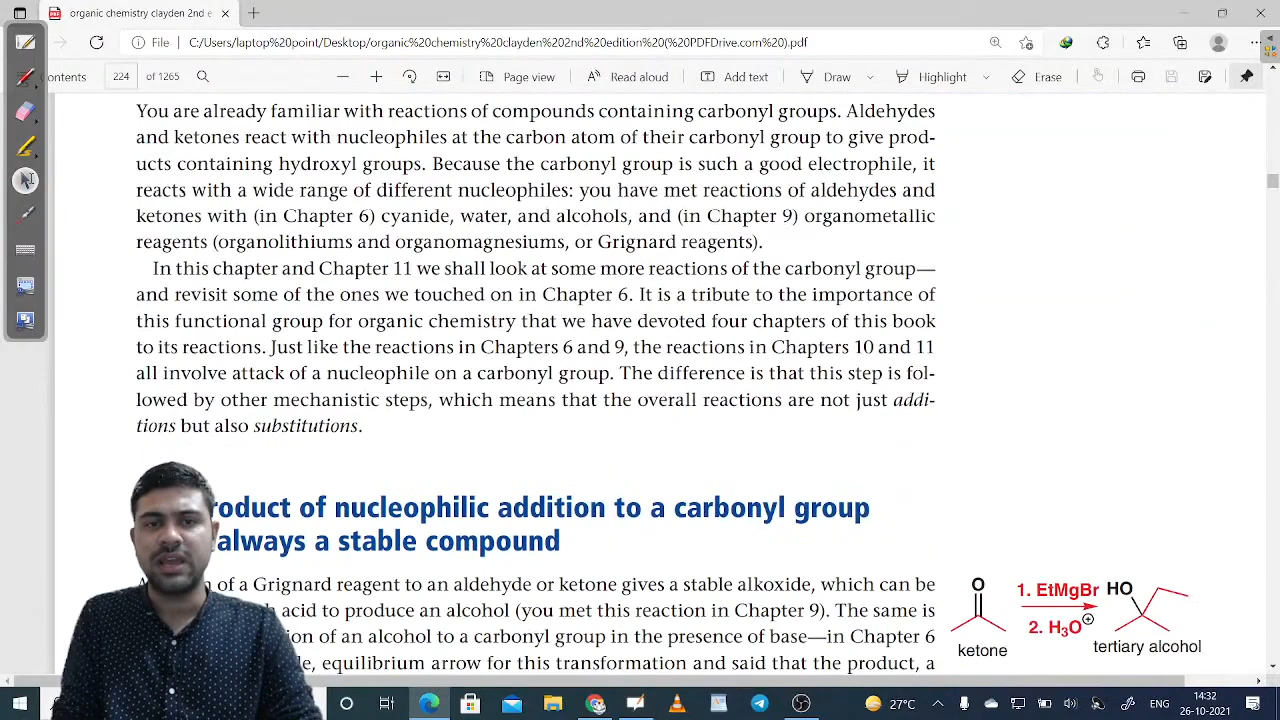 organic chemistry clayden 2nd e
File C:/Users/laptop%20point/Desktop/organic%20chemistry%20clayden%20nd%20edition%20(%20PDFDrive.com%20).pdf
ontents 224 of 1265 Page view Read aloud Add text Draw Highlight Erase
You are already familiar with reactions of compounds containing carbonyl groups. Aldehydes
and ketones react with nucleophiles at the carbon atom of their carbonyl group to give prod-
ucts containing hydroxyl groups. Because the carbonyl group is such a good electrophile, it
reacts with a wide range of different nucleophiles: you have met reactions of aldehydes and
ketones with (in Chapter 6) cyanide, water, and alcohols, and (in Chapter 9) organometallic
reagents (organolithiums and organomagnesiums, or Grignard reagents).
In this chapter and Chapter 11 we shall look at some more reactions of the carbonyl group—
and revisit some of the ones we touched on in Chapter 6. It is a tribute to the importance of
this functional group for organic chemistry that we have devoted four chapters of this book
to its reactions. Just like the reactions in Chapters 6 and 9, the reactions in Chapters 10 and 11
all involve attack of a nucleophile on a carbonyl group. The difference is that this step is fol-
lowed by other mechanistic steps, which means that the overall reactions are not just addi-
tions but also substitutions.
roduct of nucleophilic addition to a carbonyl group
always a stable compound
of a Grignard reagent to an aldehyde or ketone gives a stable alkoxide, which can be
h acid to produce an alcohol (you met this reaction in Chapter 9). The same is
ion of an alcohol to a carbonyl group in the presence of base—in Chapter 6
le, equilibrium arrow for this transformation and said that the product, a
O
1. EtMgBr
HO
2. H3O⊕
ketone
tertiary alcohol
27°C
ENG
14:32
26-10-2021